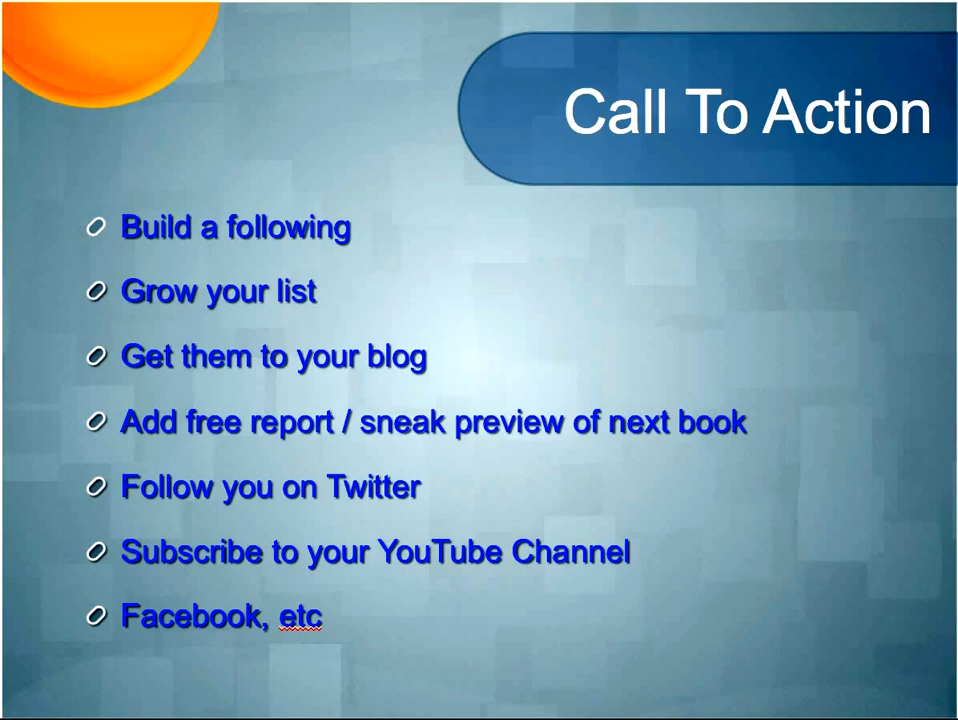 Call To Action
Build a following
Grow your list
Get them to your blog
Add free report / sneak preview of next book
Follow you on Twitter
Subscribe to your YouTube Channel
Facebook, etc